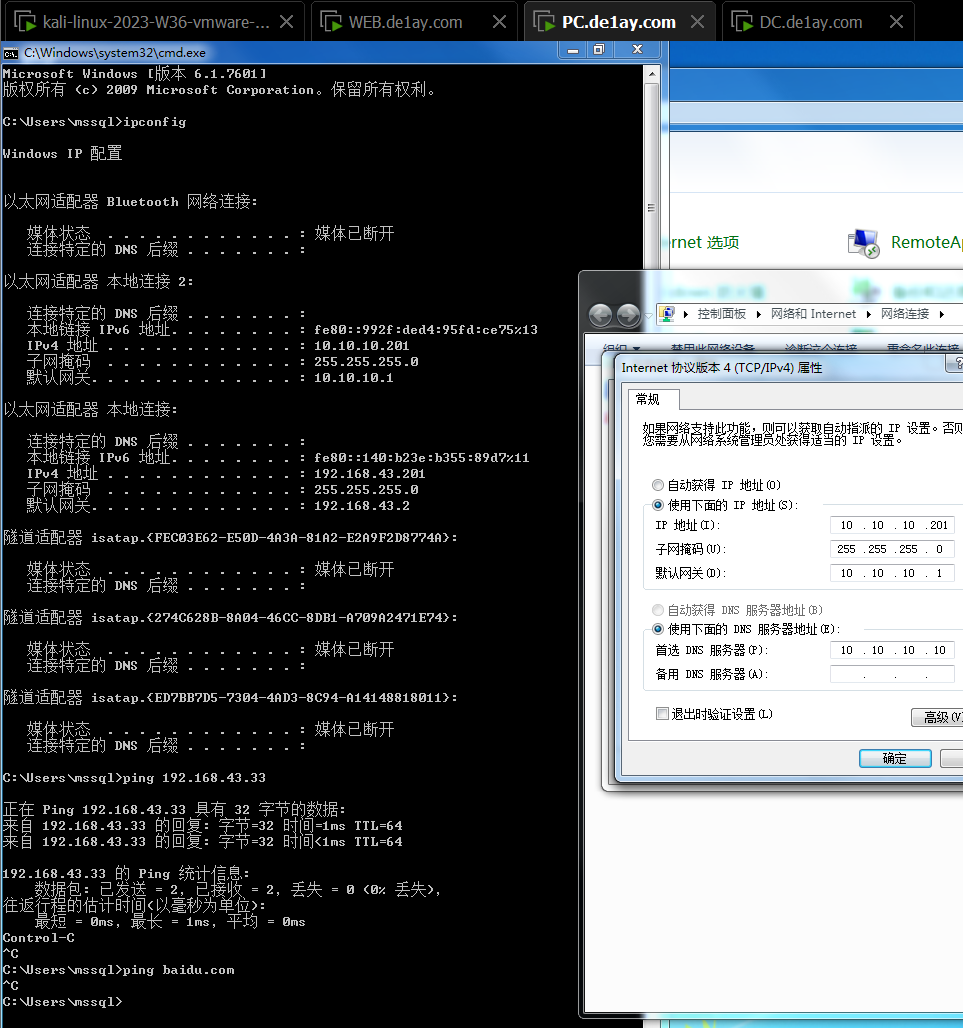 kali-linux-2023-W36-vmware-...
WEB.de1ay.com
PC.de1ay.com
DC.de1ay.com
C:\Windows\system32\cmd.exe
Microsoft Windows [版本 6.1.7601]
版权所有 (c) 2009 Microsoft Corporation。保留所有权利。
C:\Users\mssql>ipconfig
Windows IP 配置
以太网适配器 Bluetooth 网络连接:
媒体状态 . . . . . . . . . . . . : 媒体已断开
连接特定的 DNS 后缀 . . . . . . . :
以太网适配器 本地连接 2:
连接特定的 DNS 后缀 . . . . . . . :
本地链接 IPv6 地址. . . . . . . . : fe80::992f:ded4:95fd:ce75%13
IPv4 地址 . . . . . . . . . . . . : 10.10.10.201
子网掩码 . . . . . . . . . . . . : 255.255.255.0
默认网关. . . . . . . . . . . . . : 10.10.10.1
以太网适配器 本地连接:
连接特定的 DNS 后缀 . . . . . . . :
本地链接 IPv6 地址. . . . . . . . : fe80::140:b23e:b355:89d7%11
IPv4 地址 . . . . . . . . . . . . : 192.168.43.201
子网掩码 . . . . . . . . . . . . : 255.255.255.0
默认网关. . . . . . . . . . . . . : 192.168.43.2
隧道适配器 isatap.{FEC03E62-E50D-4A3A-81A2-E2A9F2D8774A}:
媒体状态 . . . . . . . . . . . . : 媒体已断开
连接特定的 DNS 后缀 . . . . . . . :
隧道适配器 isatap.{274C628B-8A04-46CC-8DB1-A709A2471E74}:
媒体状态 . . . . . . . . . . . . : 媒体已断开
连接特定的 DNS 后缀 . . . . . . . :
隧道适配器 isatap.{ED7BB7D5-7304-4AD3-8C94-A14148818011}:
媒体状态 . . . . . . . . . . . . : 媒体已断开
连接特定的 DNS 后缀 . . . . . . . :
C:\Users\mssql>ping 192.168.43.33
正在 Ping 192.168.43.33 具有 32 字节的数据:
来自 192.168.43.33 的回复: 字节=32 时间=1ms TTL=64
来自 192.168.43.33 的回复: 字节=32 时间<1ms TTL=64
192.168.43.33 的 Ping 统计信息:
数据包: 已发送 = 2，已接收 = 2，丢失 = 0 (0% 丢失)，
往返行程的估计时间(以毫秒为单位):
最短 = 0ms，最长 = 1ms，平均 = 0ms
Control-C
^C
C:\Users\mssql>ping baidu.com
^C
C:\Users\mssql>
rnet 选项
RemoteAp
控制面板 ▸ 网络和 Internet ▸ 网络连接 ▸
组织 禁用此网络设备 诊断这个连接 重命名此连接
Internet 协议版本 4 (TCP/IPv4) 属性
常规
如果网络支持此功能，则可以获取自动指派的 IP 设置。否则
您需要从网络系统管理员处获得适当的 IP 设置。
自动获得 IP 地址(O)
使用下面的 IP 地址(S):
IP 地址(I): 10 . 10 . 10 .201
子网掩码(U): 255 .255 .255 . 0
默认网关(D): 10 . 10 . 10 . 1
自动获得 DNS 服务器地址(B)
使用下面的 DNS 服务器地址(E):
首选 DNS 服务器(P): 10 . 10 . 10 . 10
备用 DNS 服务器(A): . . .
退出时验证设置(L)
高级(V)
确定